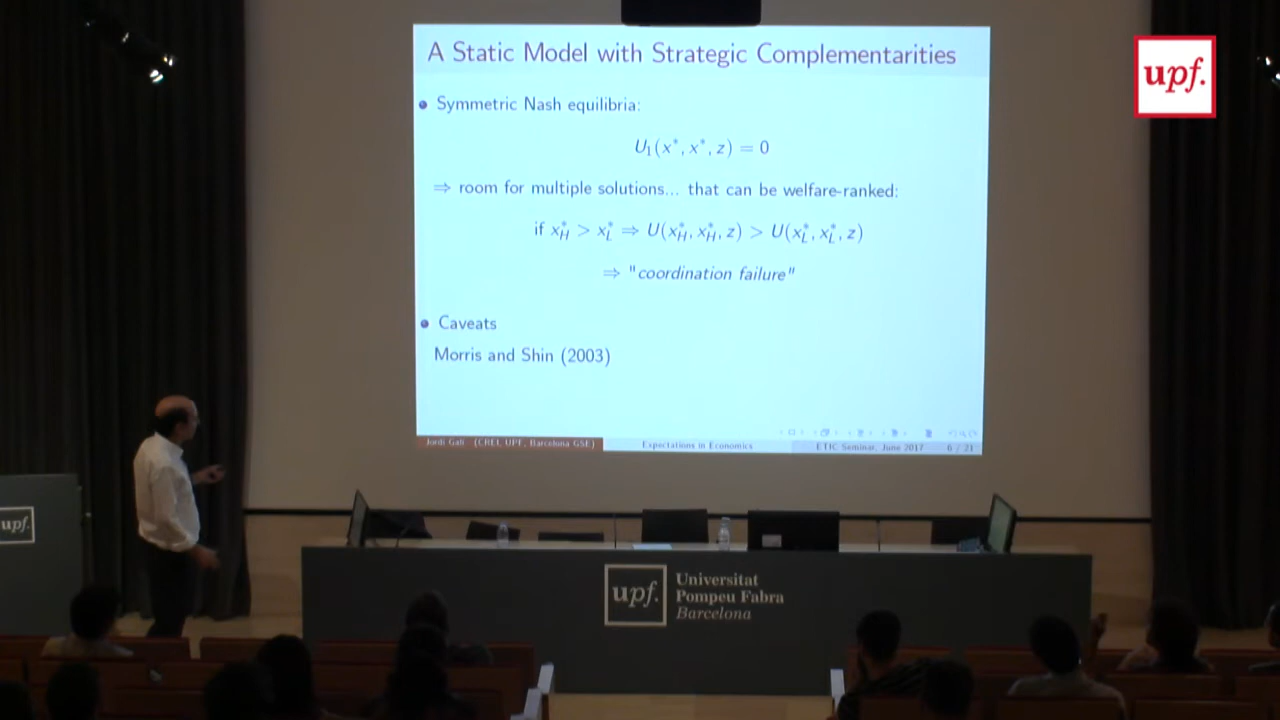 A Static Model with Strategic Complementarities
Symmetric Nash equilibria:
U₁(x*, x*, z) = 0
⇒ room for multiple solutions... that can be welfare-ranked:
if x*_H > x*_L ⇒ U(x*_H, x*_H, z) > U(x*_L, x*_L, z)
⇒ "coordination failure"
Caveats
Morris and Shin (2003)
Jordi Galí (CREI, UPF, Barcelona GSE)
Expectations in Economics
ETIC Seminar, June 2017
6 / 21
upf.
upf.
upf.
Universitat
Pompeu Fabra
Barcelona